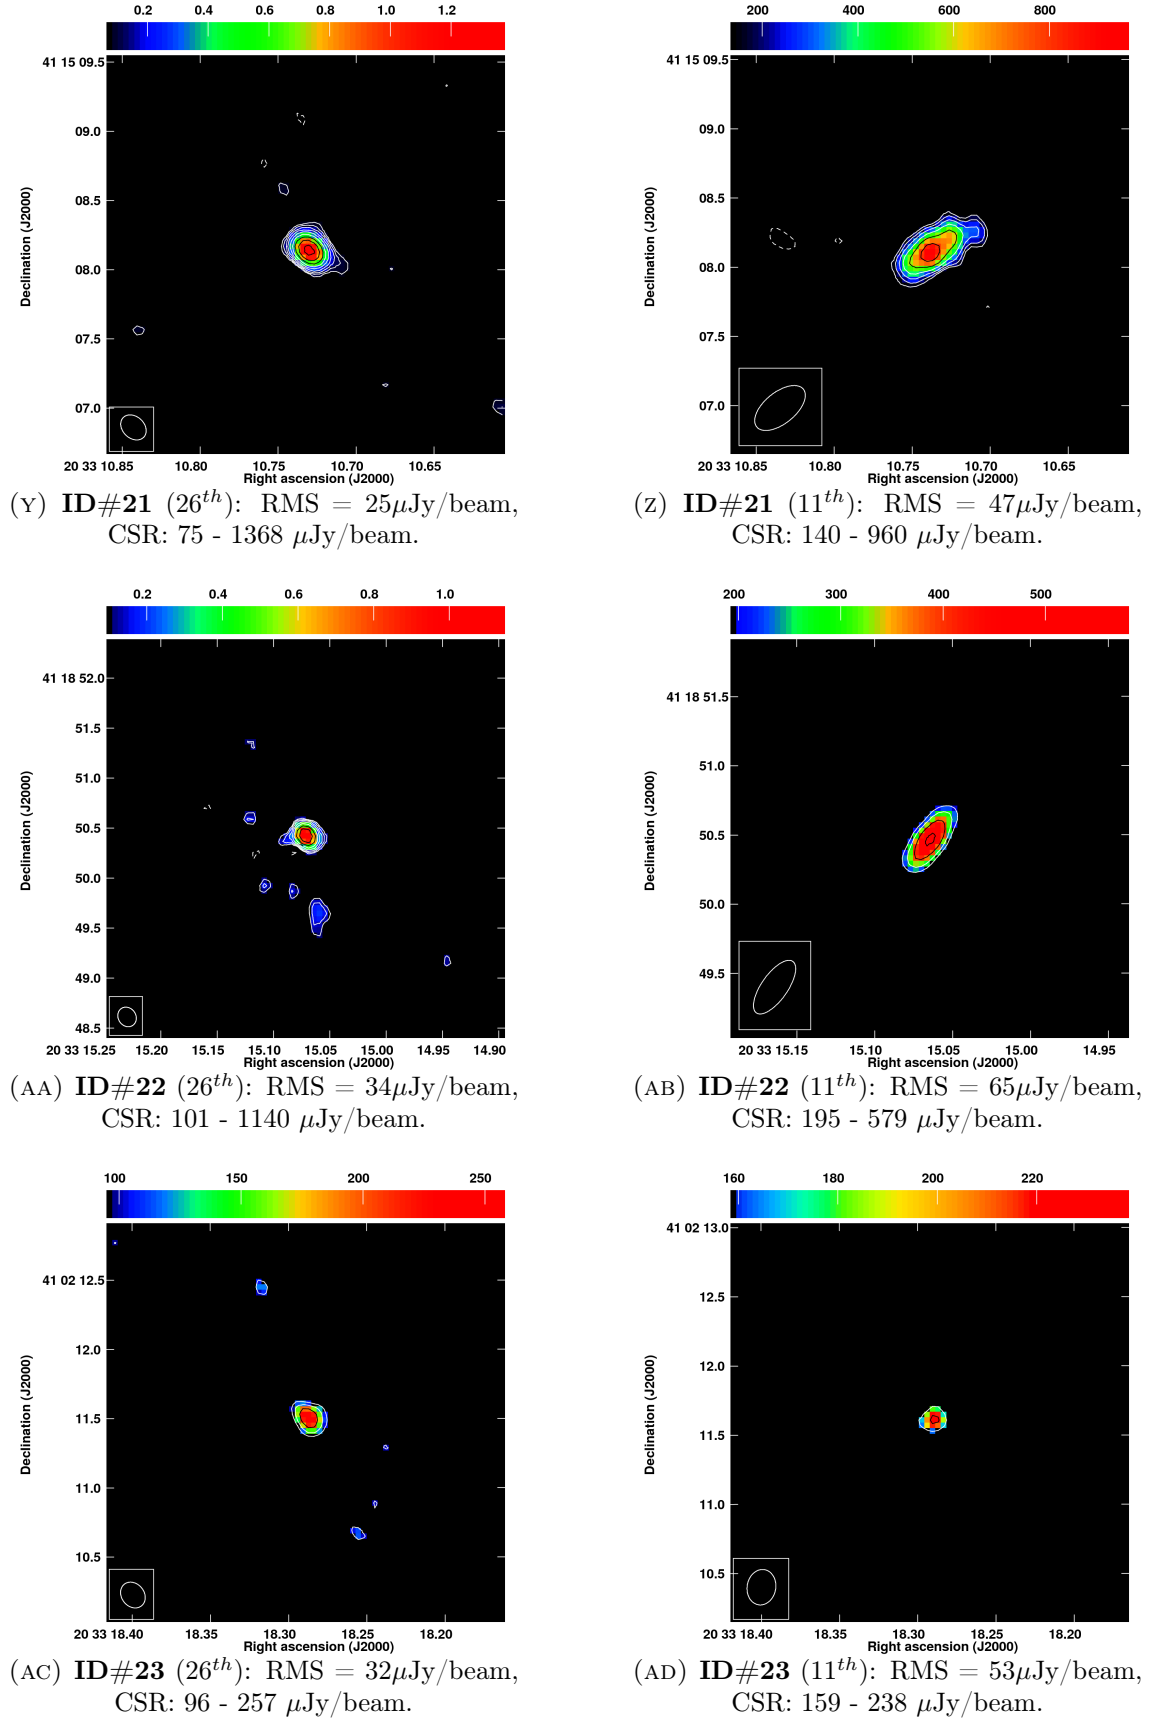 0.2 0.4 0.6 0.8 1.0 1.2
41 15 09.5
09.0
08.5
08.0
07.5
07.0
Declination (J2000)
20 33 10.85 10.80 10.75 10.70 10.65
Right ascension (J2000)
(Y) ID#21 (26th): RMS = 25μJy/beam,
CSR: 75 - 1368 μJy/beam.
200 400 600 800
41 15 09.5
09.0
08.5
08.0
07.5
07.0
Declination (J2000)
20 33 10.85 10.80 10.75 10.70 10.65
Right ascension (J2000)
(Z) ID#21 (11th): RMS = 47μJy/beam,
CSR: 140 - 960 μJy/beam.
0.2 0.4 0.6 0.8 1.0
41 18 52.0
51.5
51.0
50.5
50.0
49.5
49.0
48.5
Declination (J2000)
20 33 15.25 15.20 15.15 15.10 15.05 15.00 14.95 14.90
Right ascension (J2000)
(AA) ID#22 (26th): RMS = 34μJy/beam,
CSR: 101 - 1140 μJy/beam.
200 300 400 500
41 18 51.5
51.0
50.5
50.0
49.5
Declination (J2000)
20 33 15.15 15.10 15.05 15.00 14.95
Right ascension (J2000)
(AB) ID#22 (11th): RMS = 65μJy/beam,
CSR: 195 - 579 μJy/beam.
100 150 200 250
41 02 12.5
12.0
11.5
11.0
10.5
Declination (J2000)
20 33 18.40 18.35 18.30 18.25 18.20
Right ascension (J2000)
(AC) ID#23 (26th): RMS = 32μJy/beam,
CSR: 96 - 257 μJy/beam.
160 180 200 220
41 02 13.0
12.5
12.0
11.5
11.0
10.5
Declination (J2000)
20 33 18.40 18.35 18.30 18.25 18.20
Right ascension (J2000)
(AD) ID#23 (11th): RMS = 53μJy/beam,
CSR: 159 - 238 μJy/beam.